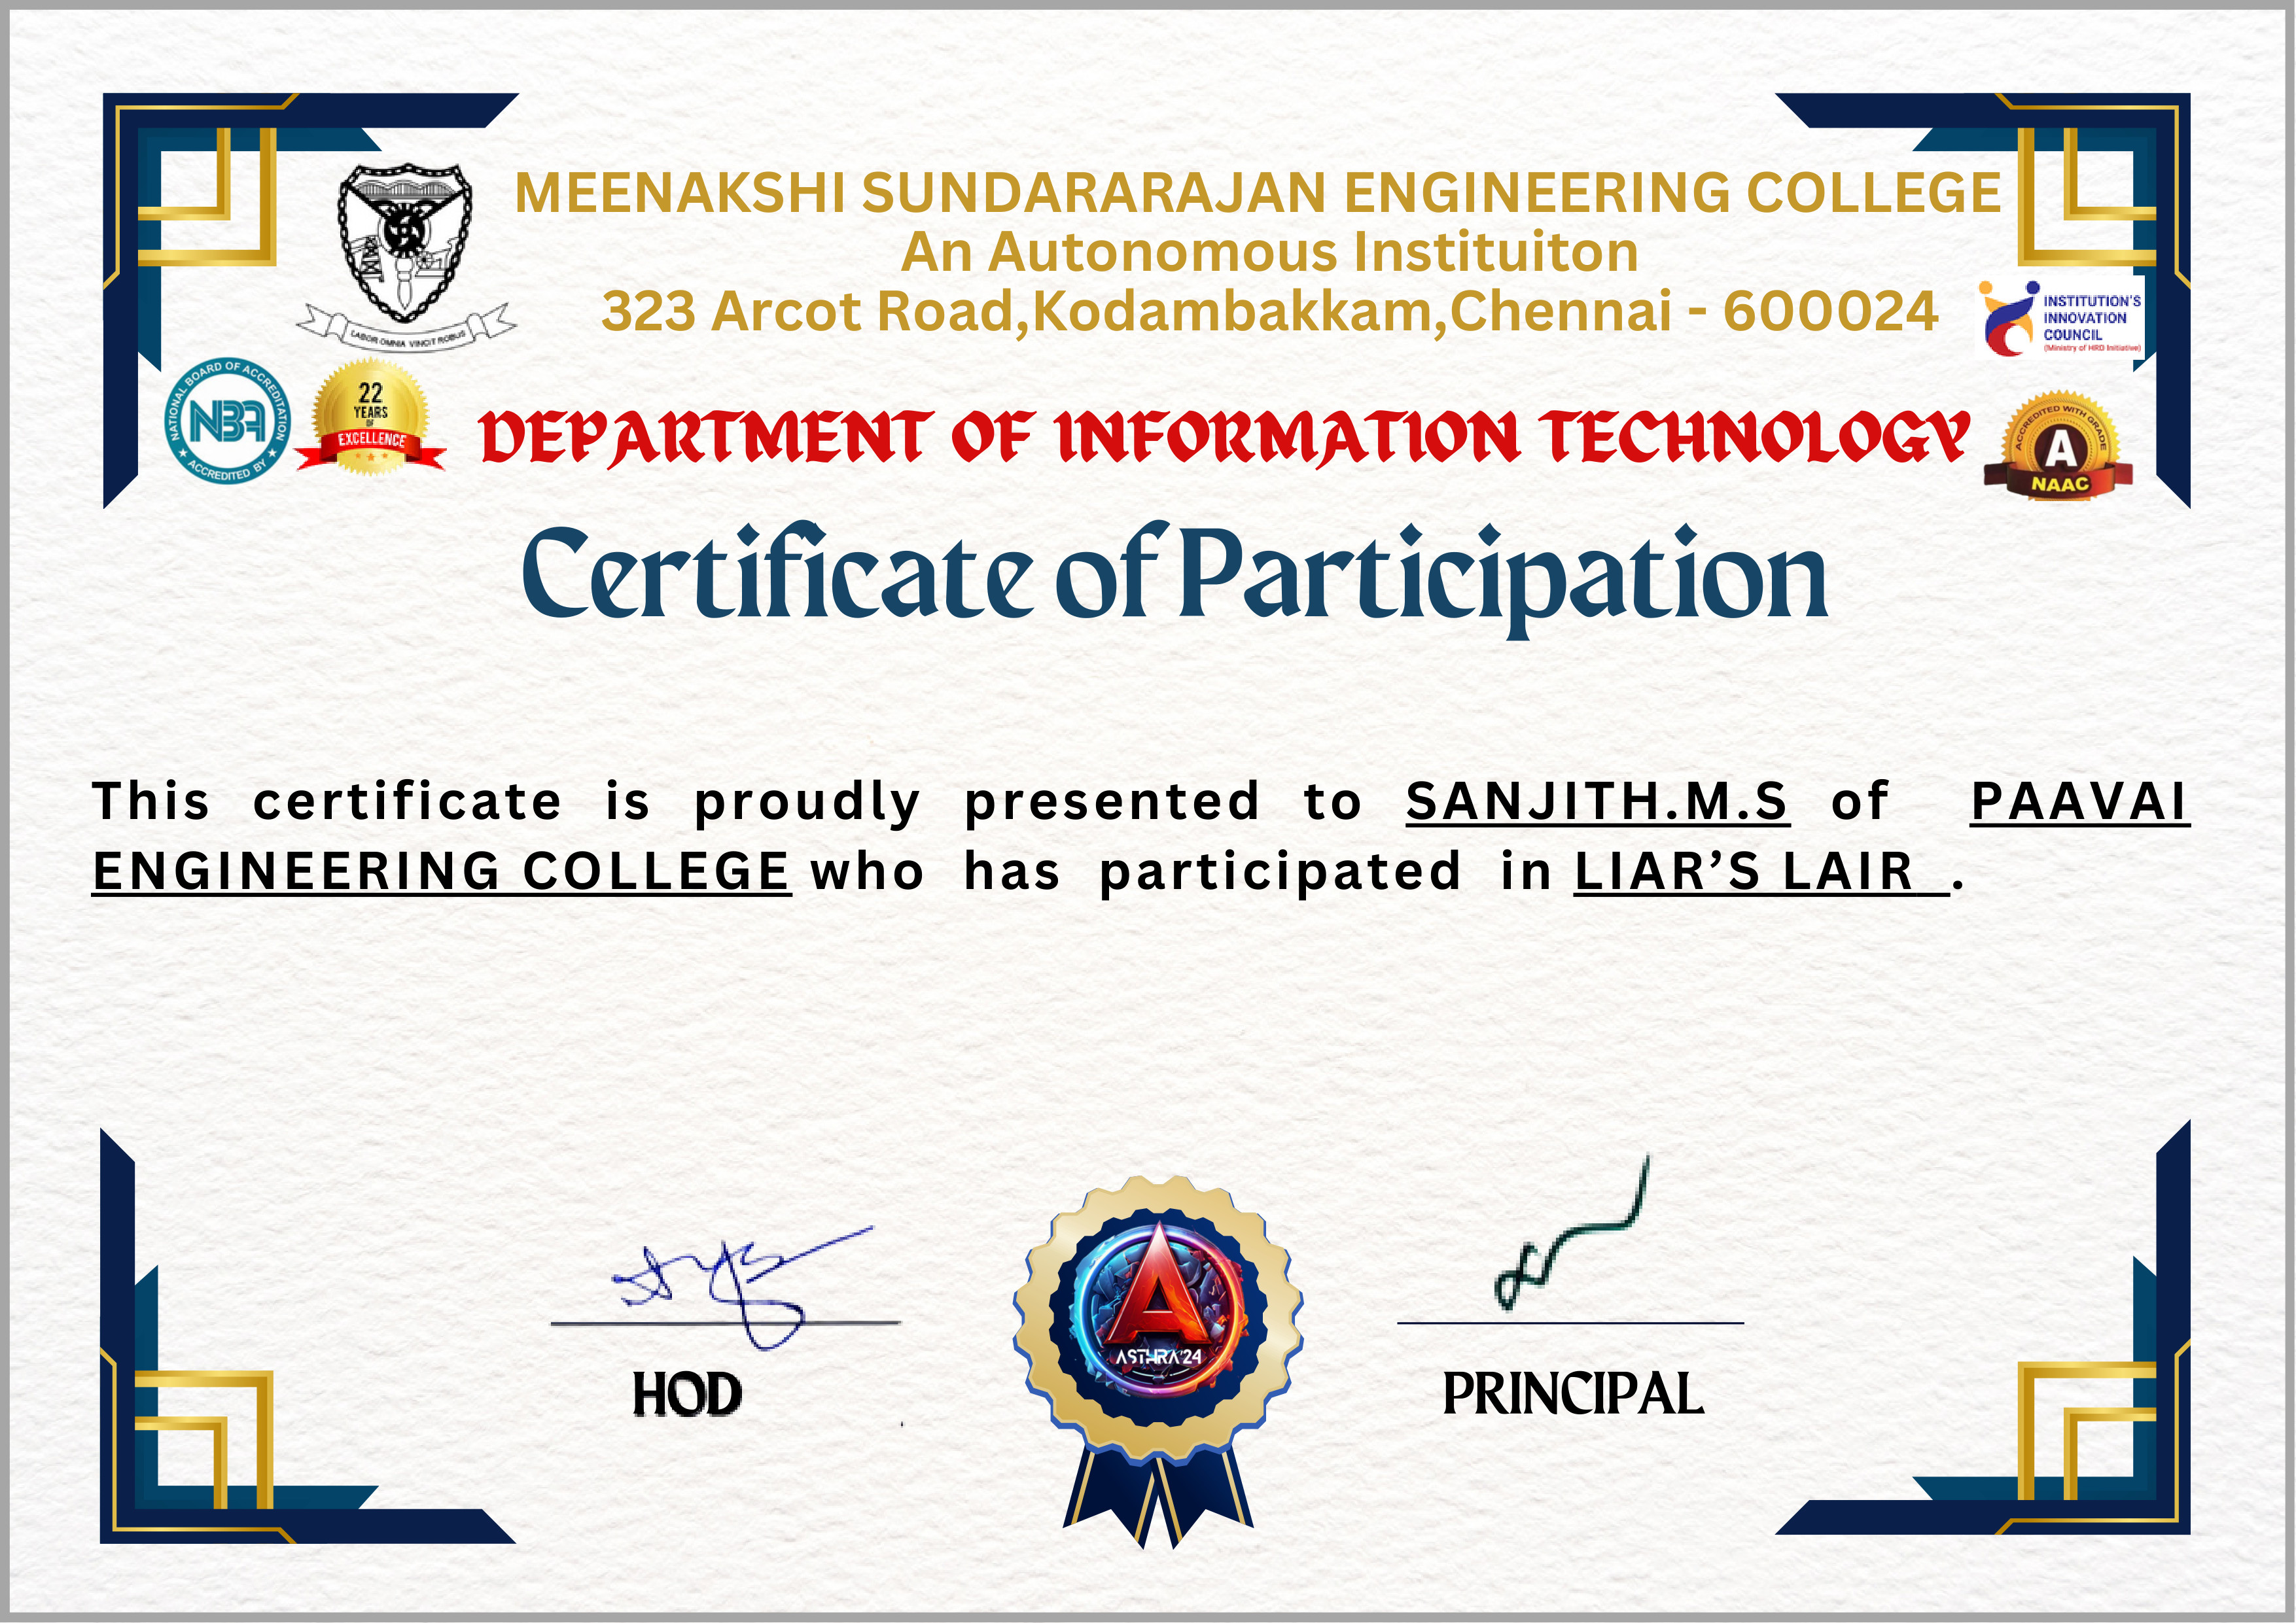 MEENAKSHI SUNDARARAJAN ENGINEERING COLLEGE
An Autonomous Instituiton
323 Arcot Road,Kodambakkam,Chennai - 600024
LABOR OMNIA VINCIT ROBUS
INSTITUTION'S
INNOVATION
COUNCIL
(Ministry of HRD Initiative)
NATIONAL BOARD OF ACCREDITATION
NBA
ACCREDITED BY
22
YEARS
OF
EXCELLENCE
DEPARTMENT OF INFORMATION TECHNOLOGY
ACCREDITED WITH GRADE
A
NAAC
Certificate of Participation
This certificate is proudly presented to SANJITH.M.S of PAAVAI
ENGINEERING COLLEGE who has participated in LIAR’S LAIR .
A
ASTHRA'24
HOD
PRINCIPAL